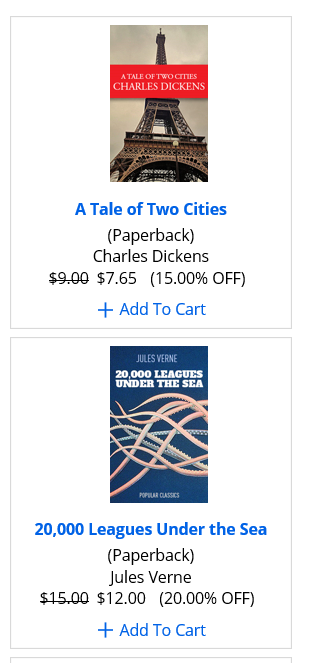 A TALE OF TWO CITIES
CHARLES DICKENS
A Tale of Two Cities
(Paperback)
Charles Dickens
$9.00 $7.65 (15.00% OFF)
+ Add To Cart
JULES VERNE
20,000 LEAGUES
UNDER THE SEA
POPULAR CLASSICS
20,000 Leagues Under the Sea
(Paperback)
Jules Verne
$15.00 $12.00 (20.00% OFF)
+ Add To Cart